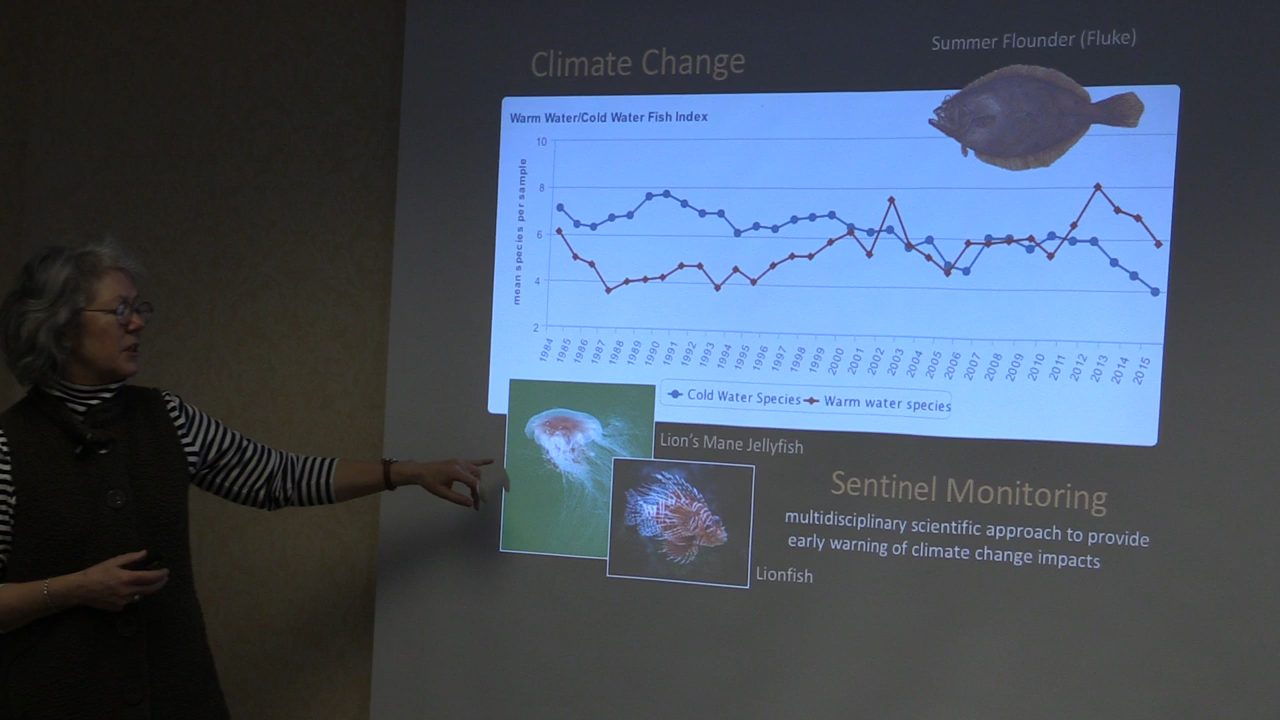 Summer Flounder (Fluke)
Climate Change
Warm Water/Cold Water Fish Index
mean species per sample
10
8
6
4
2
1984 1985 1986 1987 1988 1989 1990 1991 1992 1993 1994 1995 1996 1997 1998 1999 2000 2001 2002 2003 2004 2005 2006 2007 2008 2009 2010 2011 2012 2013 2014 2015
Cold Water Species Warm water species
Lion's Mane Jellyfish
Sentinel Monitoring
multidisciplinary scientific approach to provide
early warning of climate change impacts
Lionfish